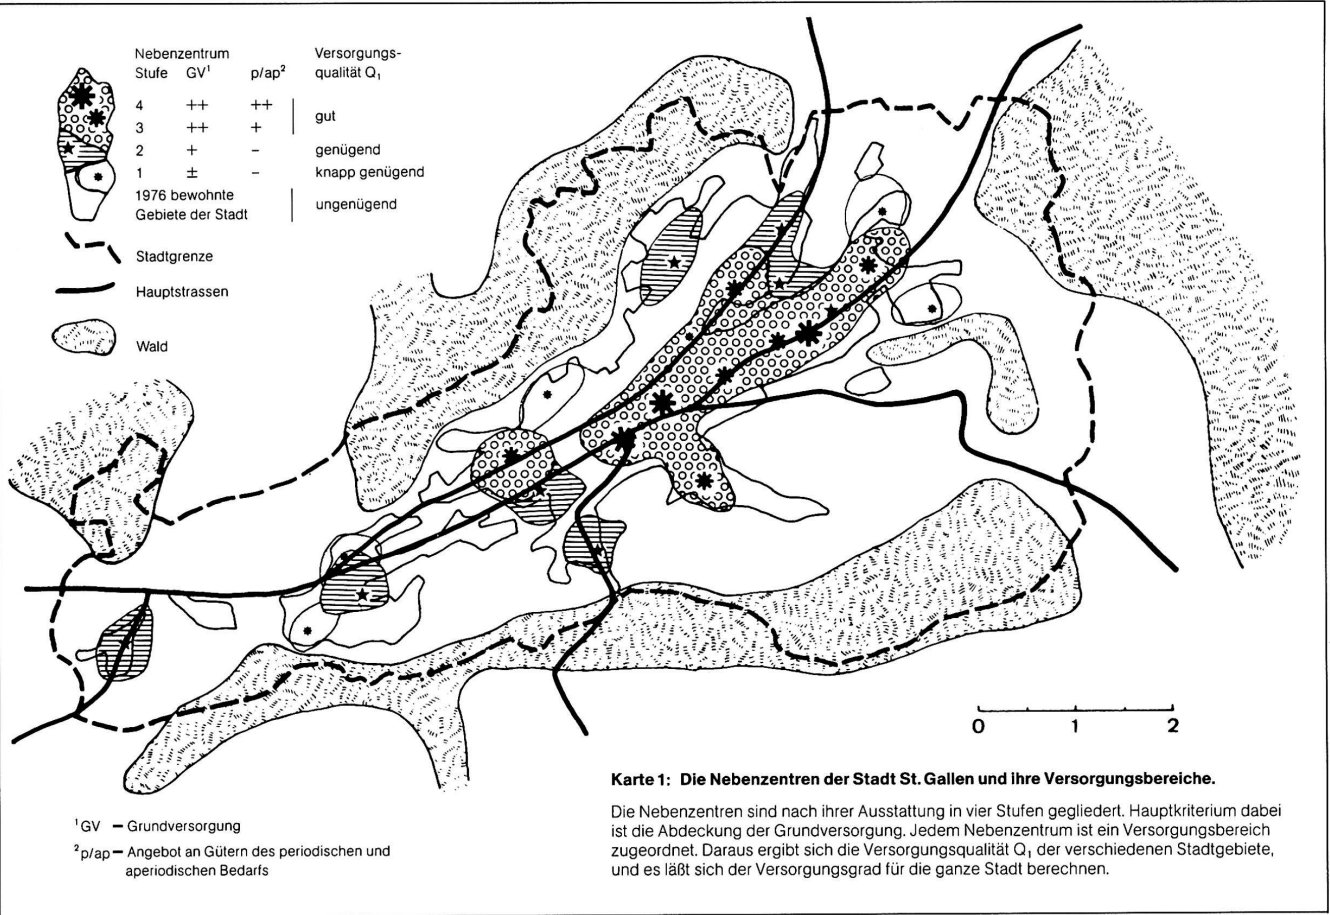 Nebenzentrum Versorgungs-
Stufe GV¹ p/ap² qualität Q₁
4 ++ ++
gut
3 ++ +
2 + – genügend
1 ± – knapp genügend
1976 bewohnte
Gebiete der Stadt ungenügend
Stadtgrenze
Hauptstrassen
Wald
0 1 2
Karte 1: Die Nebenzentren der Stadt St. Gallen und ihre Versorgungsbereiche.
Die Nebenzentren sind nach ihrer Ausstattung in vier Stufen gegliedert. Hauptkriterium dabei
ist die Abdeckung der Grundversorgung. Jedem Nebenzentrum ist ein Versorgungsbereich
zugeordnet. Daraus ergibt sich die Versorgungsqualität Q₁ der verschiedenen Stadtgebiete,
und es läßt sich der Versorgungsgrad für die ganze Stadt berechnen.
¹GV – Grundversorgung
²p/ap – Angebot an Gütern des periodischen und
aperiodischen Bedarfs